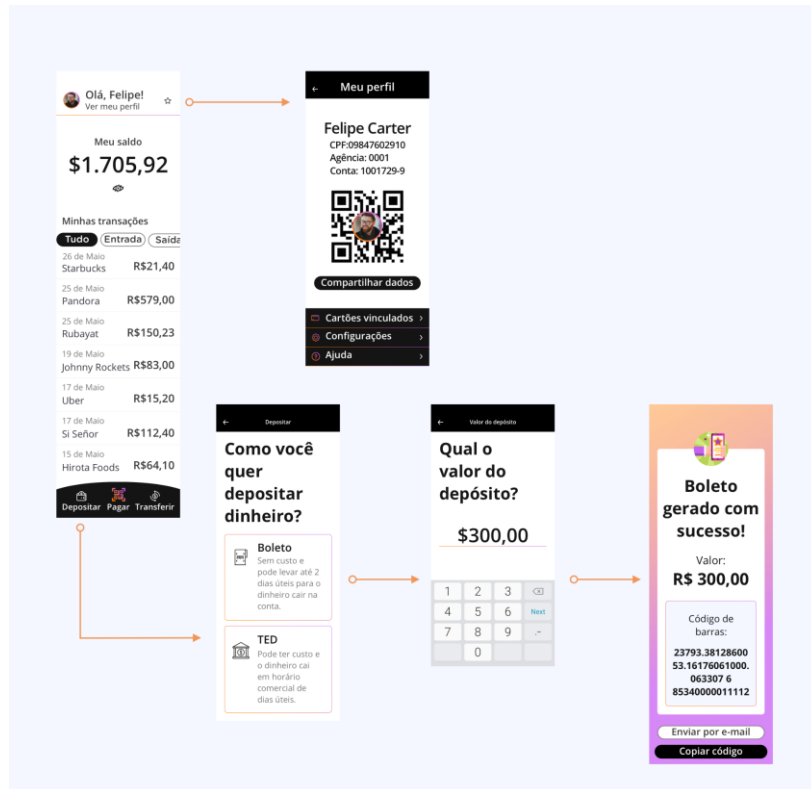 Olá, Felipe!
Ver meu perfil
Meu saldo
$1.705,92
Minhas transações
Tudo
Entrada
Saída
26 de Maio
Starbucks
R$21,40
25 de Maio
Pandora
R$579,00
25 de Maio
Rubayat
R$150,23
19 de Maio
Johnny Rockets
R$83,00
17 de Maio
Uber
R$15,20
17 de Maio
Si Señor
R$112,40
15 de Maio
Hirota Foods
R$64,10
Depositar
Pagar
Transferir
Meu perfil
Felipe Carter
CPF:09847602910
Agência: 0001
Conta: 1001729-9
Compartilhar dados
Cartões vinculados
Configurações
Ajuda
Depositar
Como você
quer
depositar
dinheiro?
Boleto
Sem custo e
pode levar até 2
dias úteis para o
dinheiro cair na
conta.
TED
Pode ter custo e
o dinheiro cai
em horário
comercial de
dias úteis.
Valor do depósito
Qual o
valor do
depósito?
$300,00
1 2 3
4 5 6 Next
7 8 9 .-
0
Boleto
gerado com
sucesso!
Valor:
R$ 300,00
Código de
barras:
23793.38128600
53.16176061000.
063307 6
85340000011112
Enviar por e-mail
Copiar código